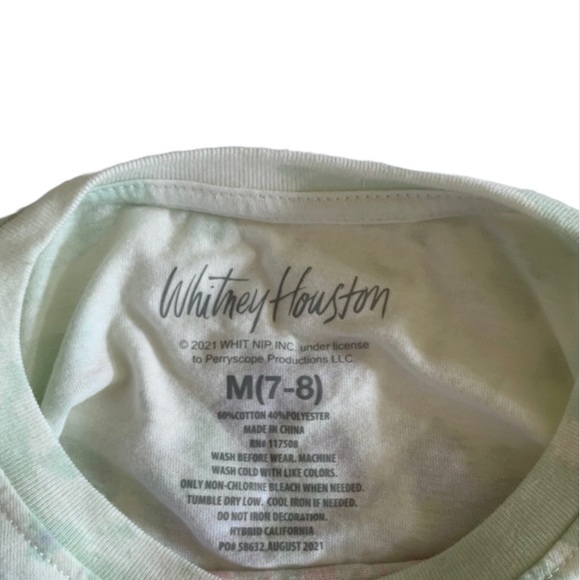 Whitney Houston
© 2021 WHIT NIP, INC. under license
to Perryscope Productions LLC.
M(7-8)
60%COTTON 40%POLYESTER
MADE IN CHINA
RN# 117508
WASH BEFORE WEAR. MACHINE
WASH COLD WITH LIKE COLORS.
ONLY NON-CHLORINE BLEACH WHEN NEEDED.
TUMBLE DRY LOW. COOL IRON IF NEEDED.
DO NOT IRON DECORATION.
HYBRID CALIFORNIA
PO# 58632, AUGUST 2021